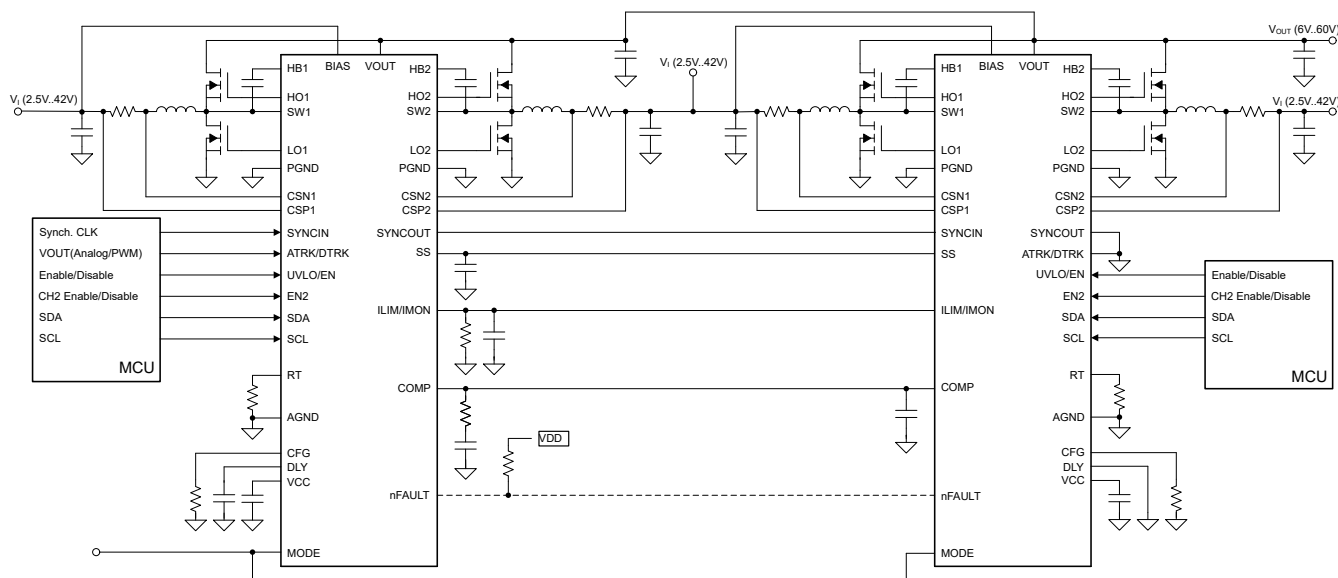 V_OUT (6V..60V)
V_I (2.5V..42V)
V_I (2.5V..42V)
V_I (2.5V..42V)
HB1
BIAS
VOUT
HB2
HO1
HO2
SW1
SW2
LO1
LO2
PGND
PGND
CSN1
CSN2
CSP1
CSP2
SYNCIN
SYNCOUT
ATRK/DTRK
SS
UVLO/EN
EN2
ILIM/IMON
SDA
SCL
RT
COMP
AGND
CFG
DLY
VCC
nFAULT
MODE
Synch. CLK
VOUT(Analog/PWM)
Enable/Disable
CH2 Enable/Disable
SDA
SCL
MCU
VDD
HB1
BIAS
VOUT
HB2
HO1
HO2
SW1
SW2
LO1
LO2
PGND
PGND
CSN1
CSN2
CSP1
CSP2
SYNCIN
SYNCOUT
SS
ATRK/DTRK
UVLO/EN
EN2
ILIM/IMON
SDA
SCL
RT
COMP
AGND
CFG
DLY
VCC
nFAULT
MODE
Enable/Disable
CH2 Enable/Disable
SDA
SCL
MCU